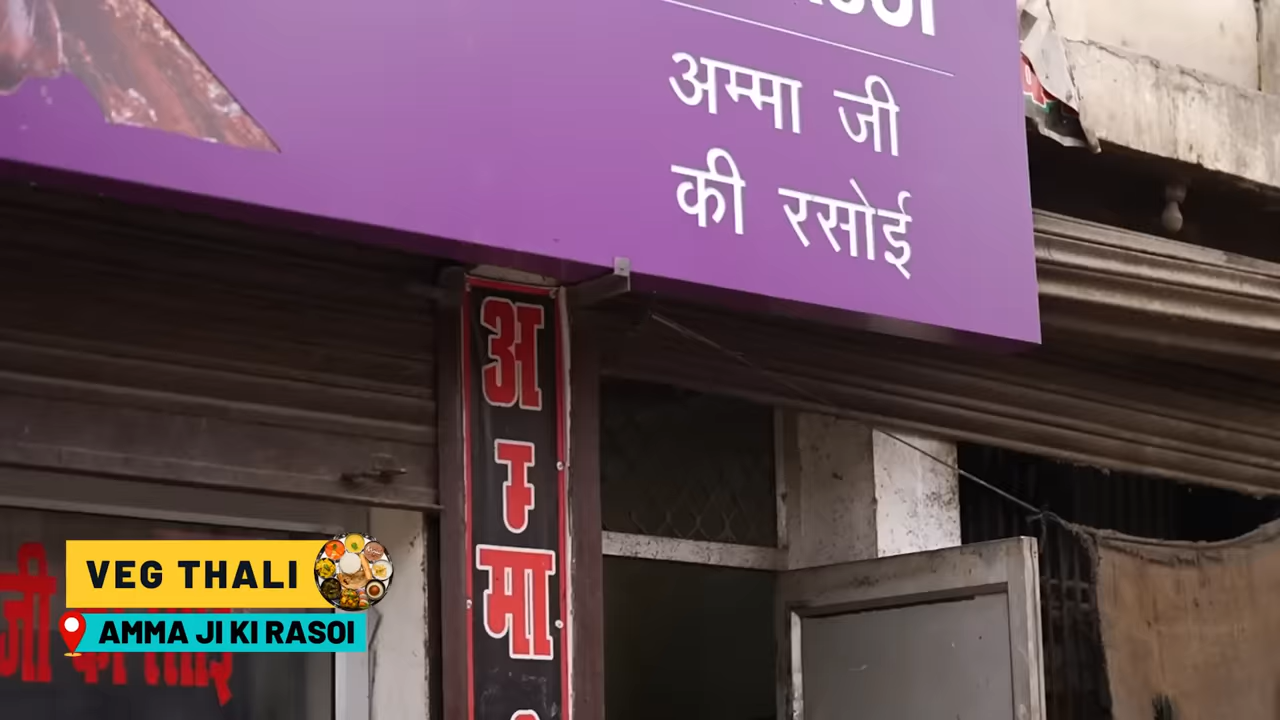 अम्मा जी
की रसोई
अ
म्
मा
VEG THALI
AMMA JI KI RASOI
जी